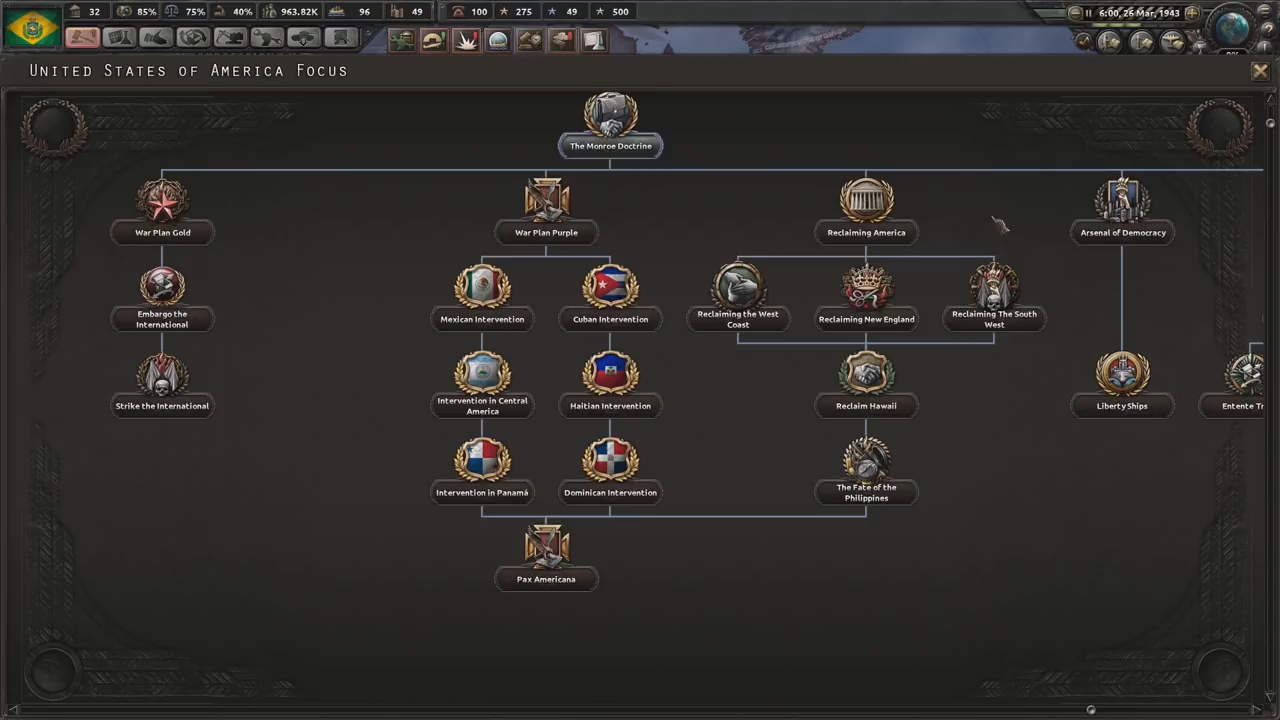 32 85% 75% 40% 963.82K 96 49 100 275 49 500 6:00, 26 Mar, 1943
United States of America Focus
The Monroe Doctrine
War Plan Gold
War Plan Purple
Reclaiming America
Arsenal of Democracy
Embargo the
International
Mexican Intervention
Cuban Intervention
Reclaiming the West
Coast
Reclaiming New England
Reclaiming The South
West
Strike the International
Intervention in Central
America
Haitian Intervention
Reclaim Hawaii
Liberty Ships
Entente Tr
Intervention in Panamá
Dominican Intervention
The Fate of the
Philippines
Pax Americana